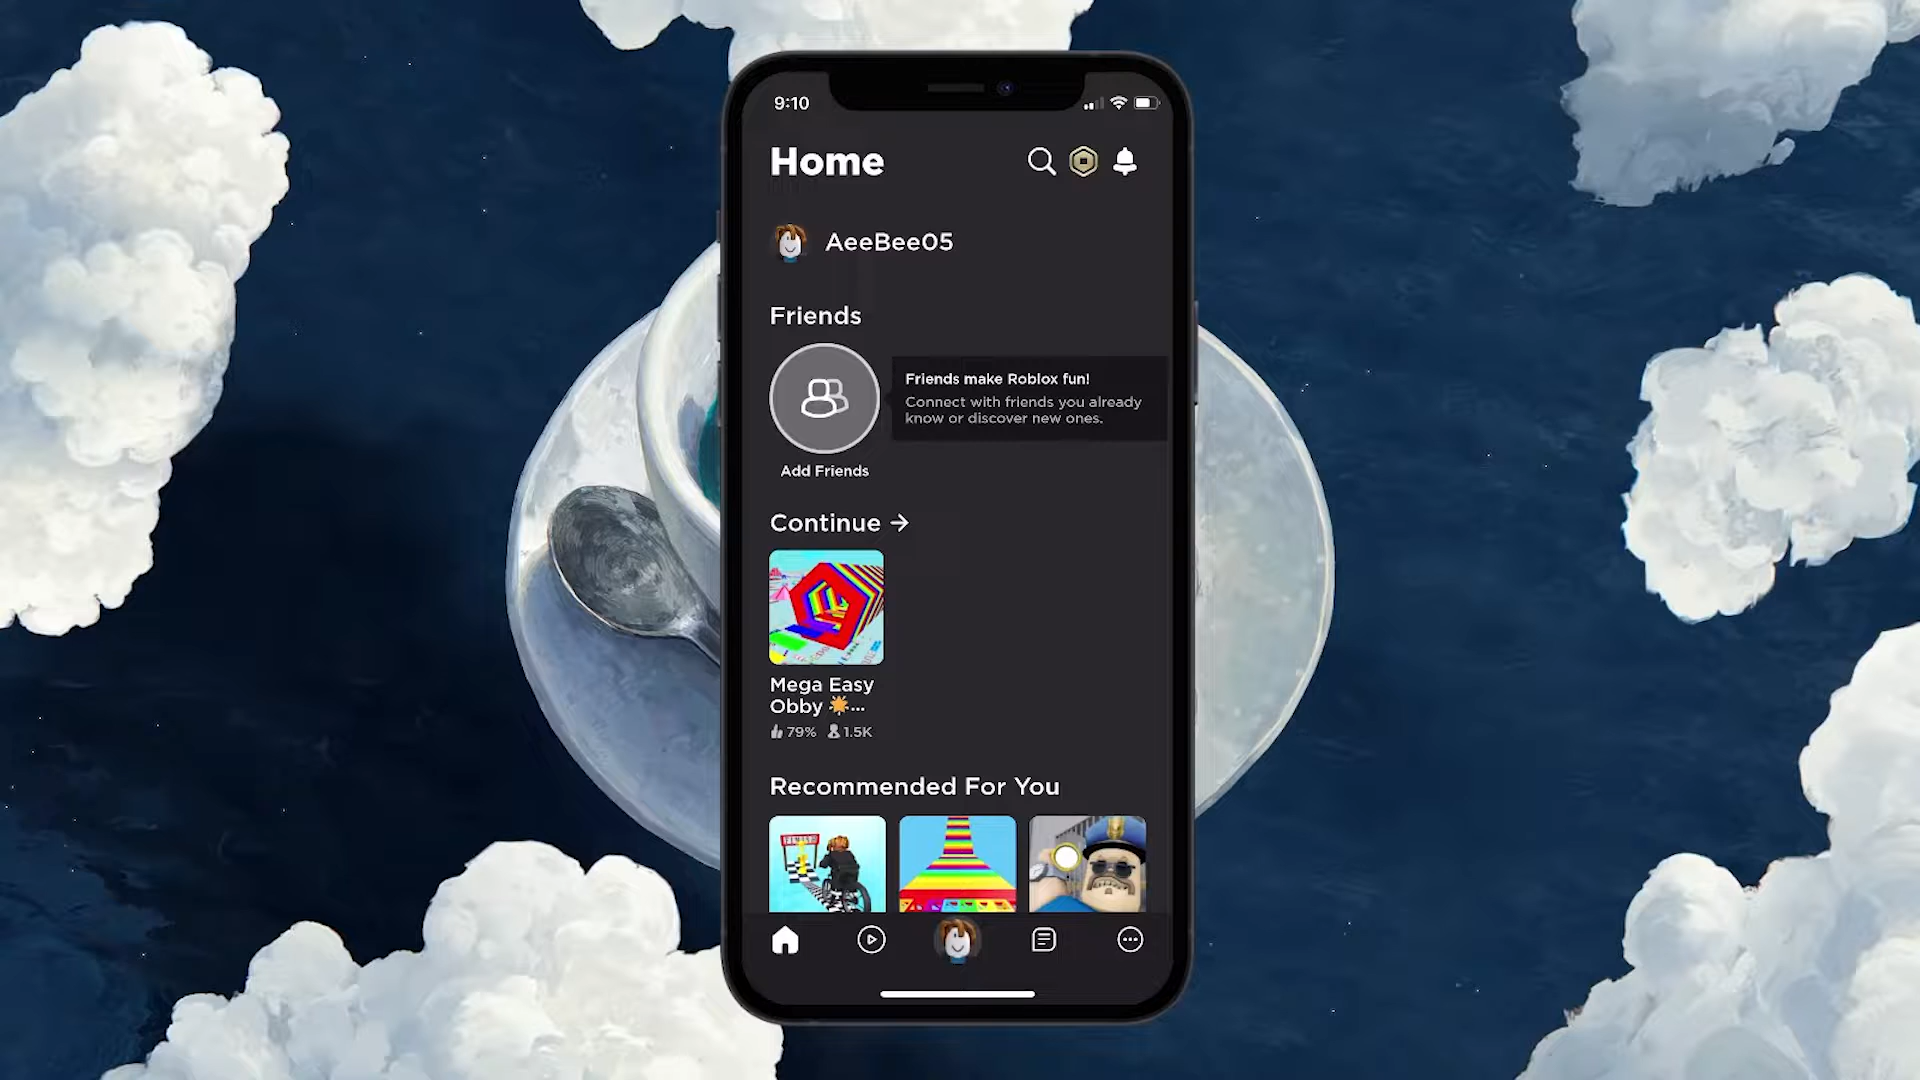 9:10
Home
AeeBee05
Friends
Friends make Roblox fun!
Connect with friends you already
know or discover new ones.
Add Friends
Continue →
Mega Easy
Obby 🌟...
79% 1.5K
Recommended For You
FINISH